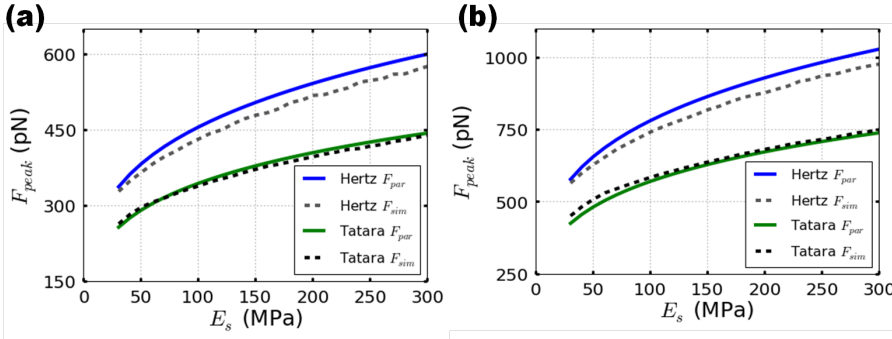 (a)
600
450
300
150
0
50
100
150
200
250
300
F_peak (pN)
E_s (MPa)
Hertz F_par
Hertz F_sim
Tatara F_par
Tatara F_sim
(b)
1000
750
500
250
0
50
100
150
200
250
300
F_peak (pN)
E_s (MPa)
Hertz F_par
Hertz F_sim
Tatara F_par
Tatara F_sim